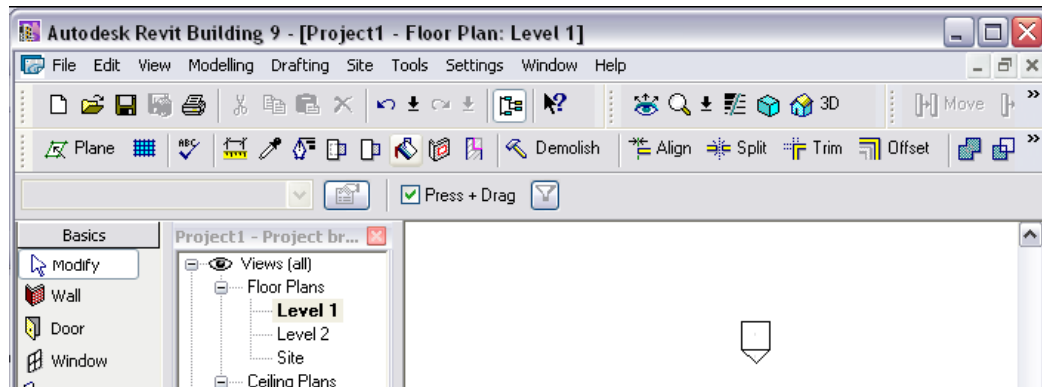 Autodesk Revit Building 9 - [Project1 - Floor Plan: Level 1]
File Edit View Modelling Drafting Site Tools Settings Window Help
3D Move »
Plane ABC Demolish Align Split Trim Offset »
Press + Drag
Basics
Project1 - Project br...
Modify
Views (all)
Floor Plans
Wall
Level 1
Door
Level 2
Site
Window
Ceiling Plans